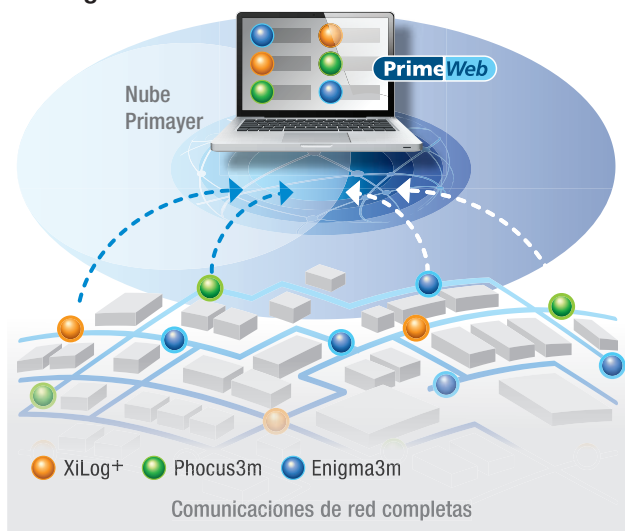 Nube
Primayer
PrimeWeb
XiLog+
Phocus3m
Enigma3m
Comunicaciones de red completas